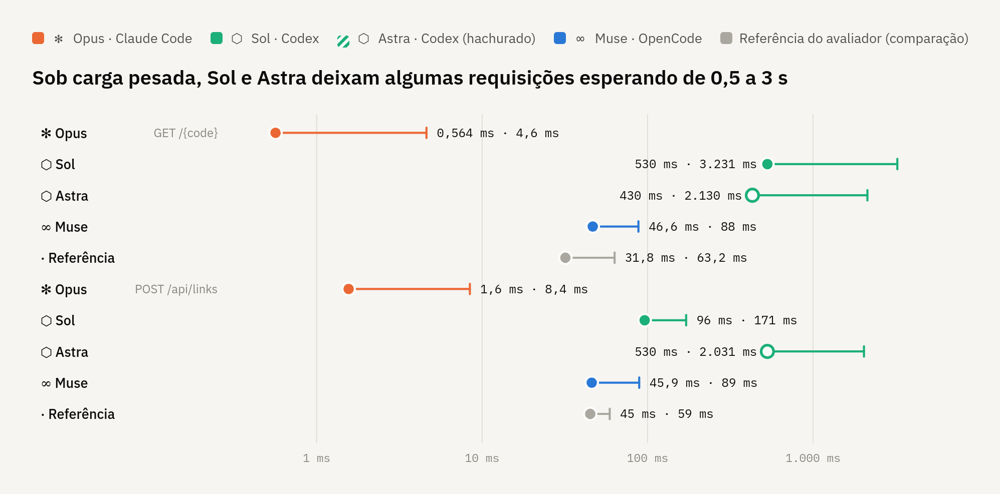 ✻ Opus · Claude Code ⬡ Sol · Codex ⬡ Astra · Codex (hachurado) ∞ Muse · OpenCode Referência do avaliador (comparação)
Sob carga pesada, Sol e Astra deixam algumas requisições esperando de 0,5 a 3 s
✻ Opus GET /{code} 0,564 ms · 4,6 ms
⬡ Sol 530 ms · 3.231 ms
⬡ Astra 430 ms · 2.130 ms
∞ Muse 46,6 ms · 88 ms
· Referência 31,8 ms · 63,2 ms
✻ Opus POST /api/links 1,6 ms · 8,4 ms
⬡ Sol 96 ms · 171 ms
⬡ Astra 530 ms · 2.031 ms
∞ Muse 45,9 ms · 89 ms
· Referência 45 ms · 59 ms
1 ms 10 ms 100 ms 1.000 ms